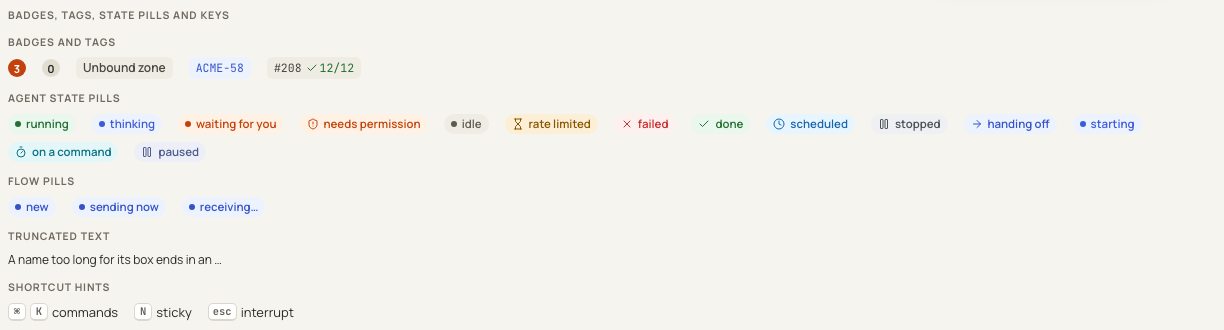 BADGES, TAGS, STATE PILLS AND KEYS
BADGES AND TAGS
3 0 Unbound zone ACME-58 #208 ✓ 12/12
AGENT STATE PILLS
running thinking waiting for you needs permission idle rate limited failed done scheduled stopped handing off starting
on a command paused
FLOW PILLS
new sending now receiving…
TRUNCATED TEXT
A name too long for its box ends in an …
SHORTCUT HINTS
⌘ K commands N sticky esc interrupt